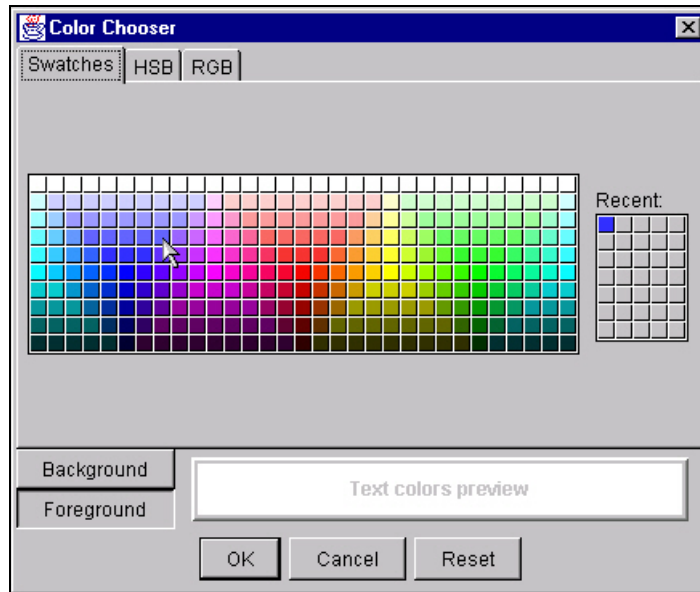 Color Chooser
Swatches HSB RGB
Recent:
Background
Foreground
Text colors preview
OK Cancel Reset